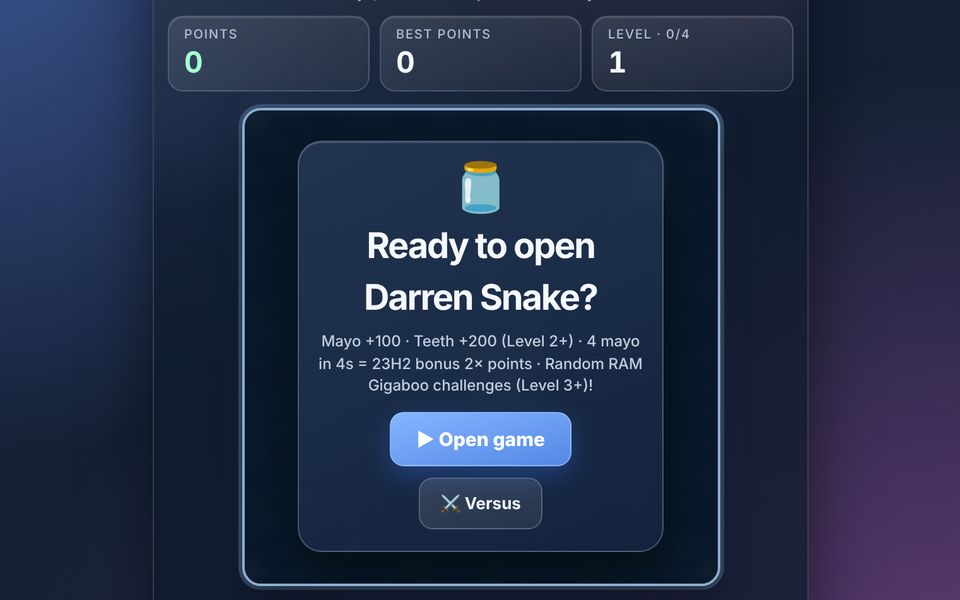 POINTS
0
BEST POINTS
0
LEVEL · 0/4
1
Ready to open
Darren Snake?
Mayo +100 · Teeth +200 (Level 2+) · 4 mayo
in 4s = 23H2 bonus 2× points · Random RAM
Gigaboo challenges (Level 3+)!
▶ Open game
⚔️ Versus